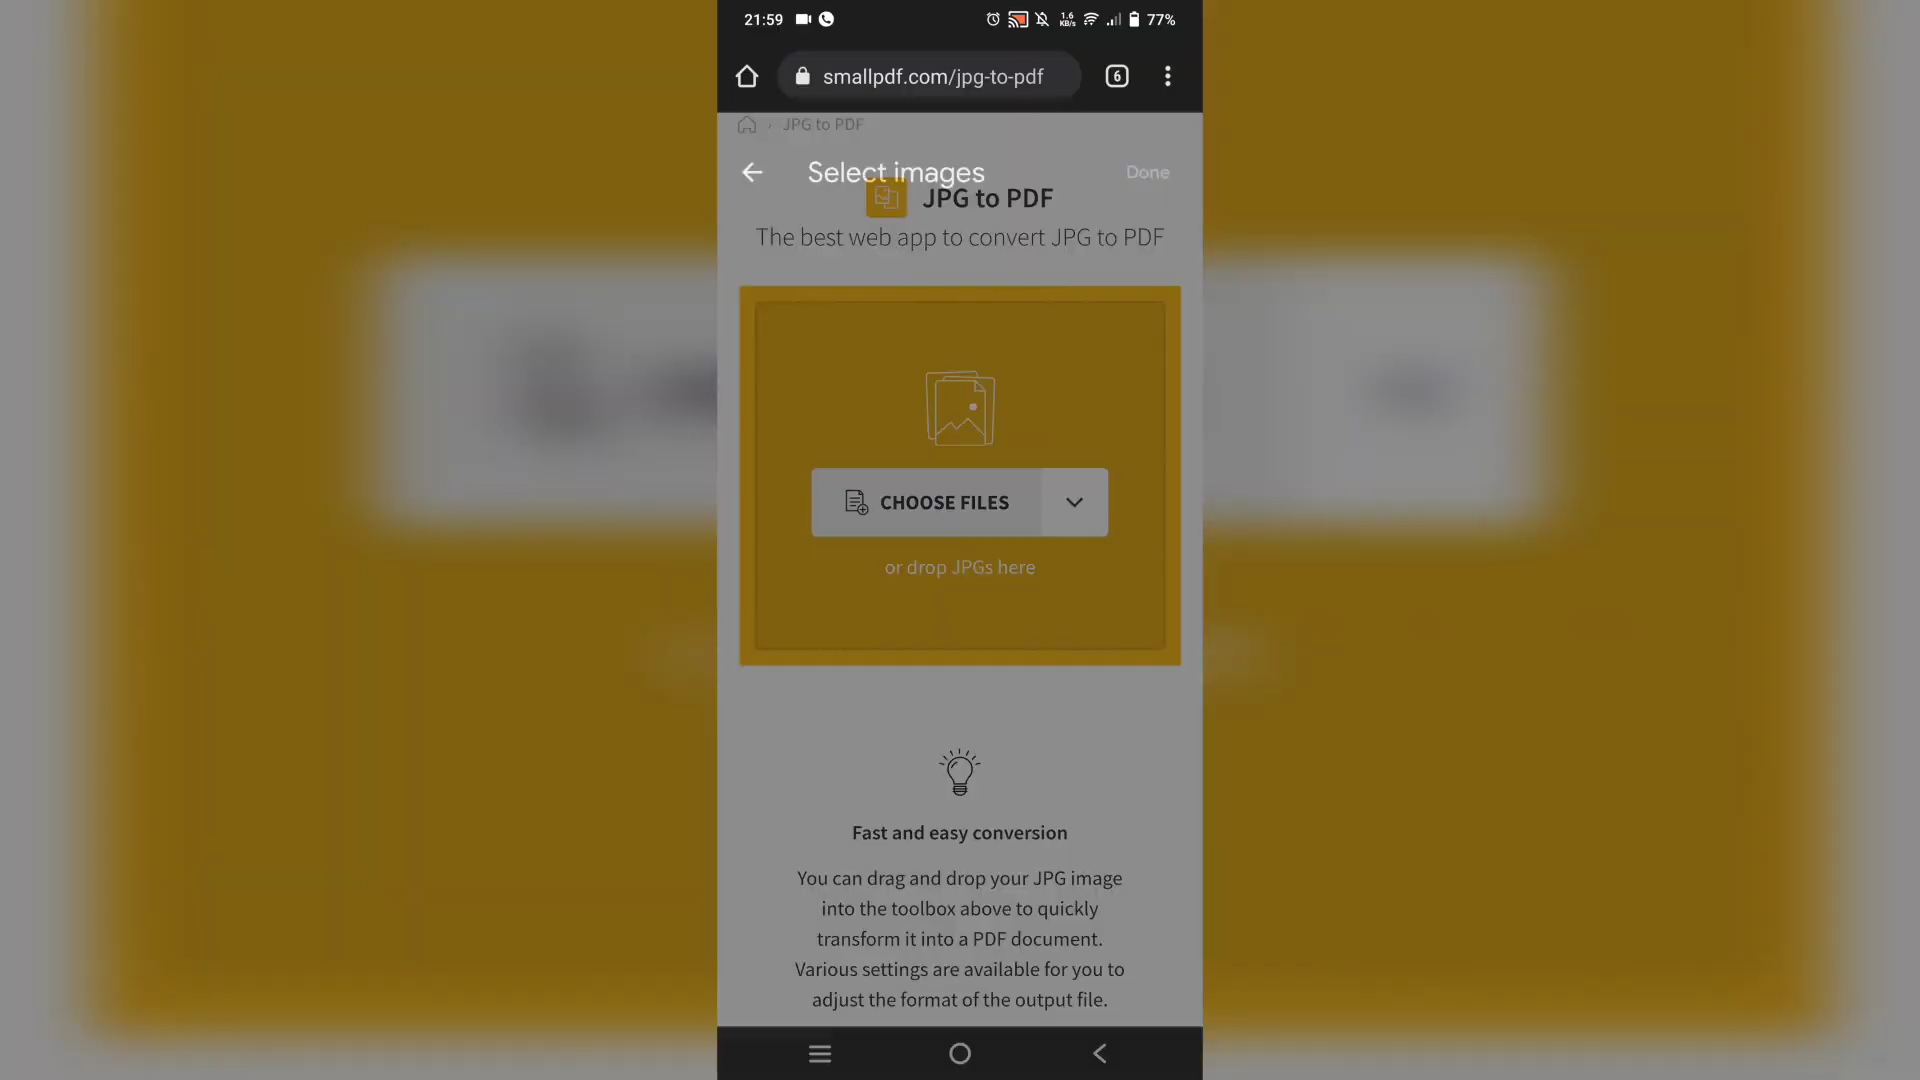 21:59
1.6
KB/s
77%
smallpdf.com/jpg-to-pdf
6
JPG to PDF
Select images
Done
JPG to PDF
The best web app to convert JPG to PDF
CHOOSE FILES
or drop JPGs here
Fast and easy conversion
You can drag and drop your JPG image
into the toolbox above to quickly
transform it into a PDF document.
Various settings are available for you to
adjust the format of the output file.